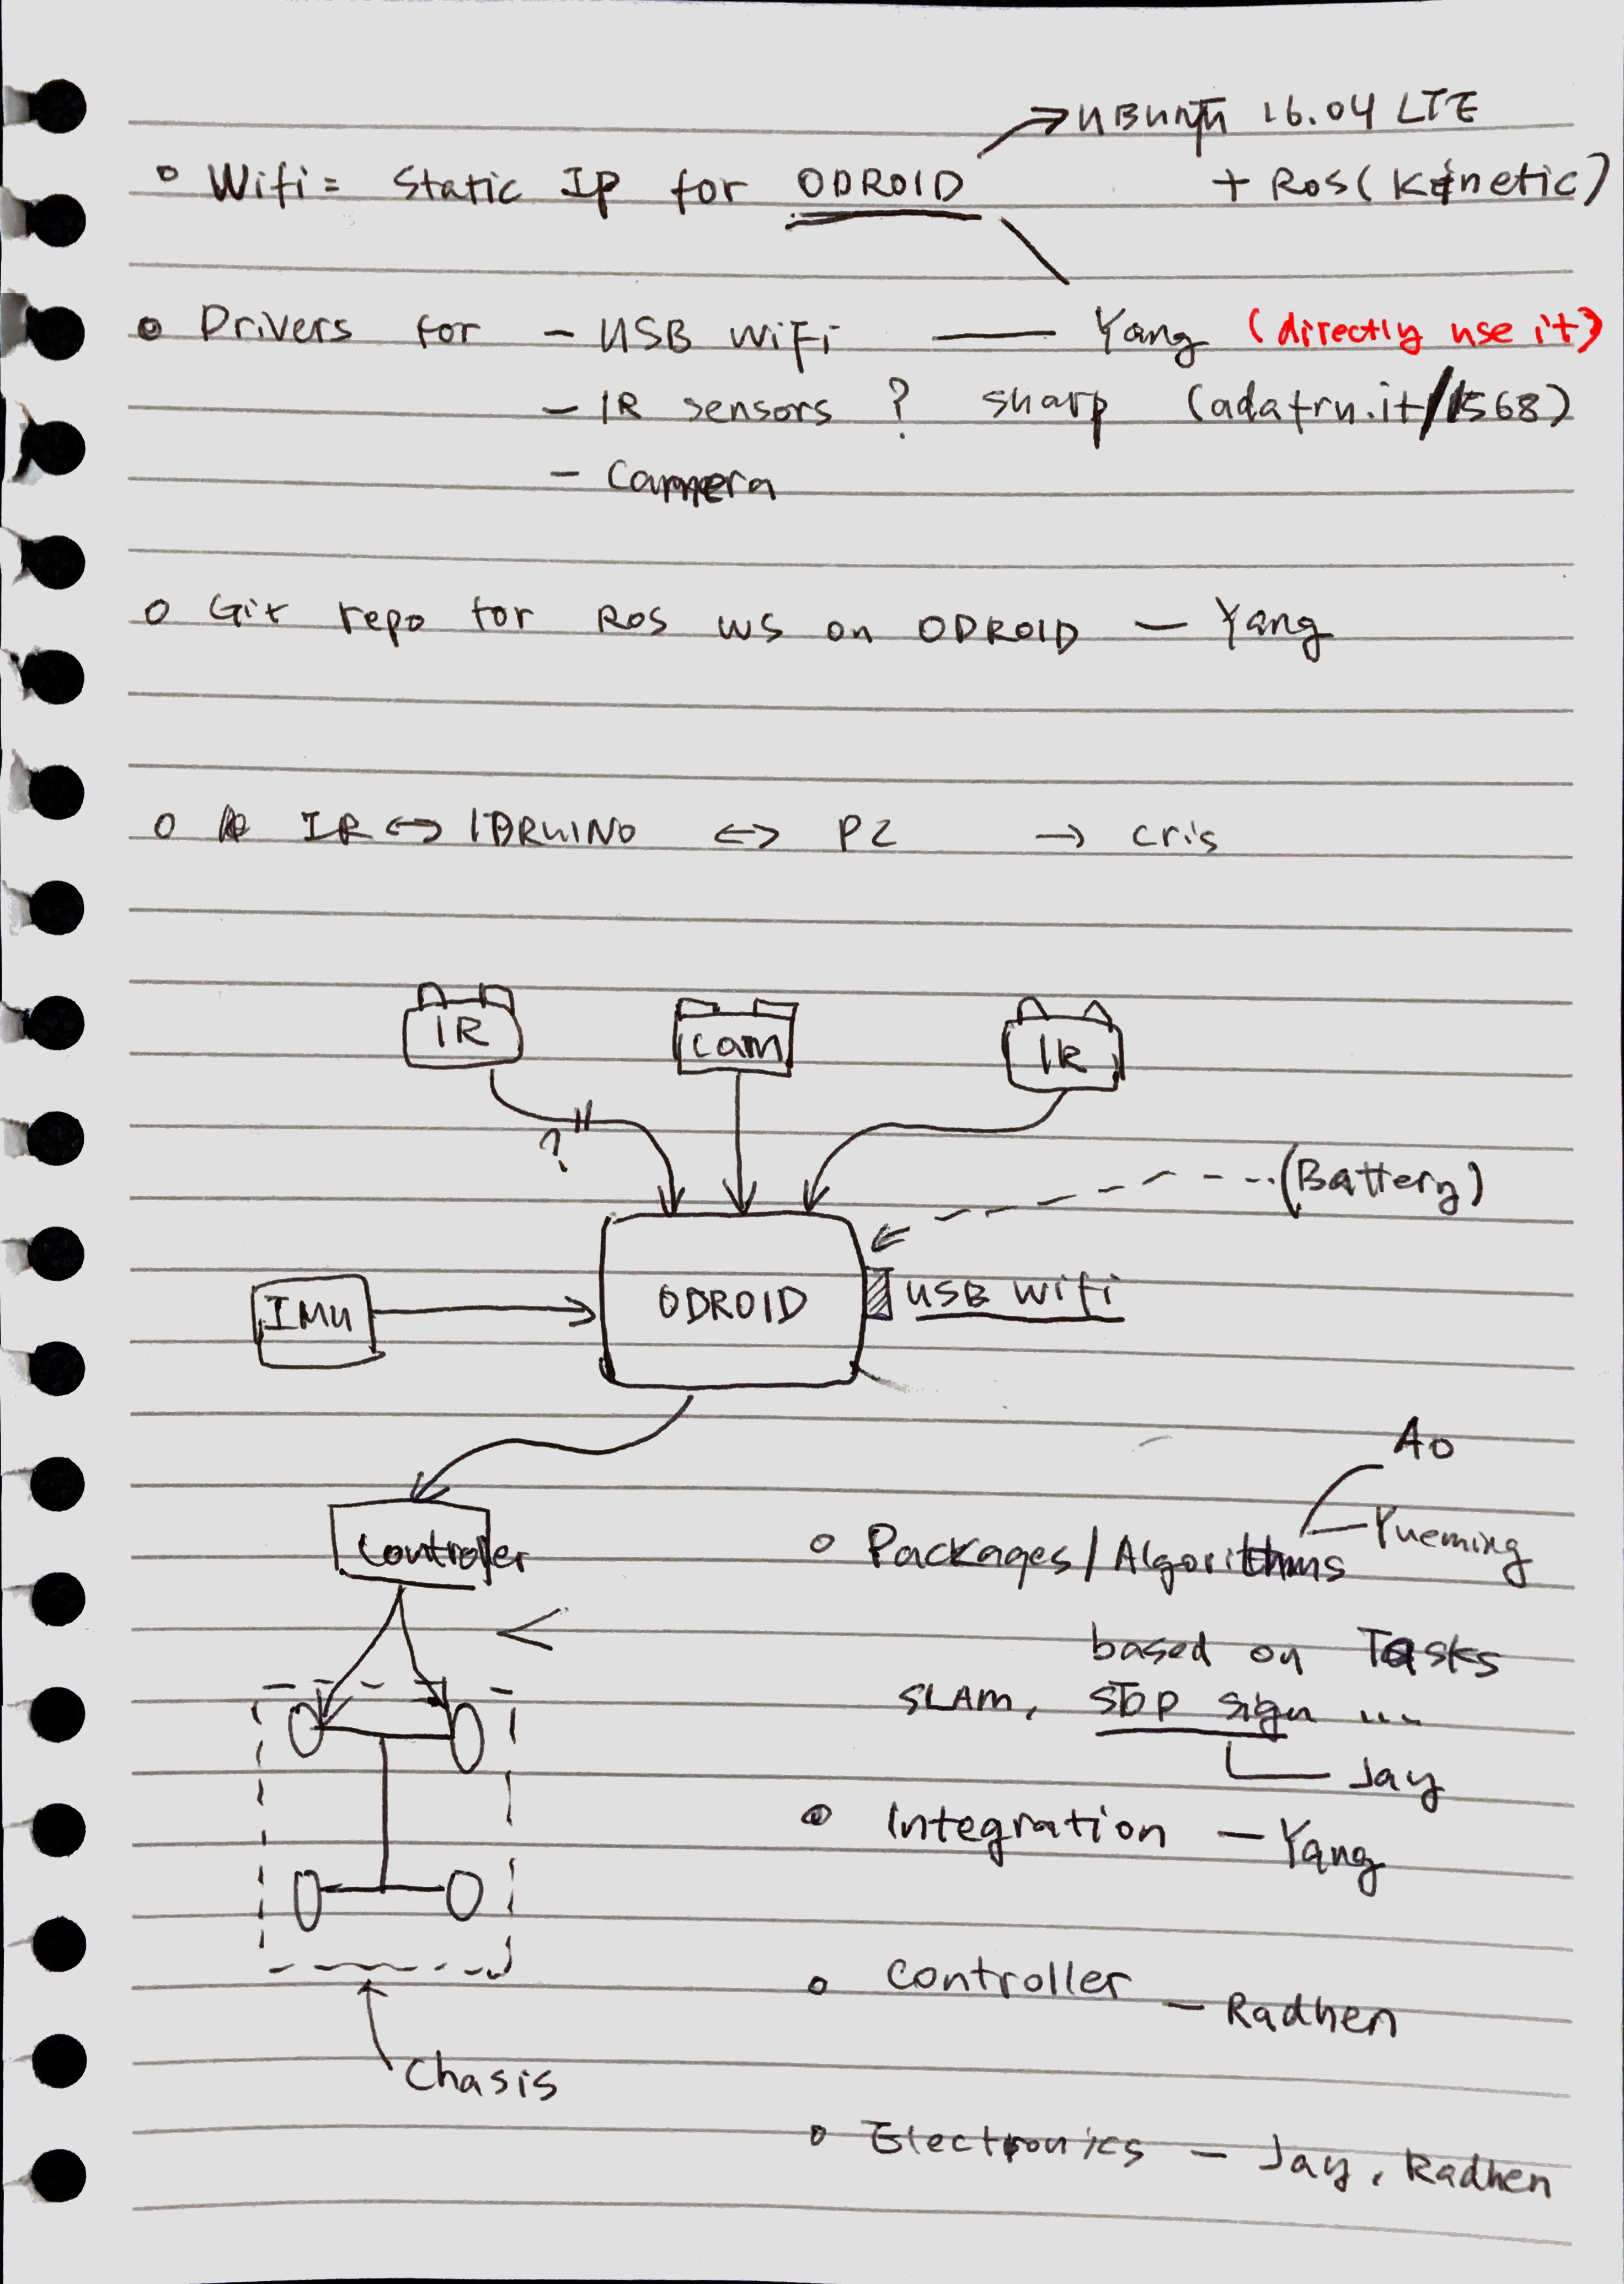 → UBUNTU 16.04 LTE
o Wifi = Static Ip for ODROID + Ros (Kinetic)
o Drivers for - USB WiFi —— Yang (directly use it)
- IR sensors ? sharp (adafru.it/1568)
- Camera
o Git repo for Ros WS on ODROID — Yang
o IR <-> ↔ PC → cris
IR cam IR
?
(Battery)
IMU ODROID USB Wifi
Ao
Controller o Packages/Algorithms — Yueming
based on Tasks
SLAM, stop sign ...
Jay
o Integration — Yang
o Controller — Radhen
Chasis
o Electronics — Jay, Radhen